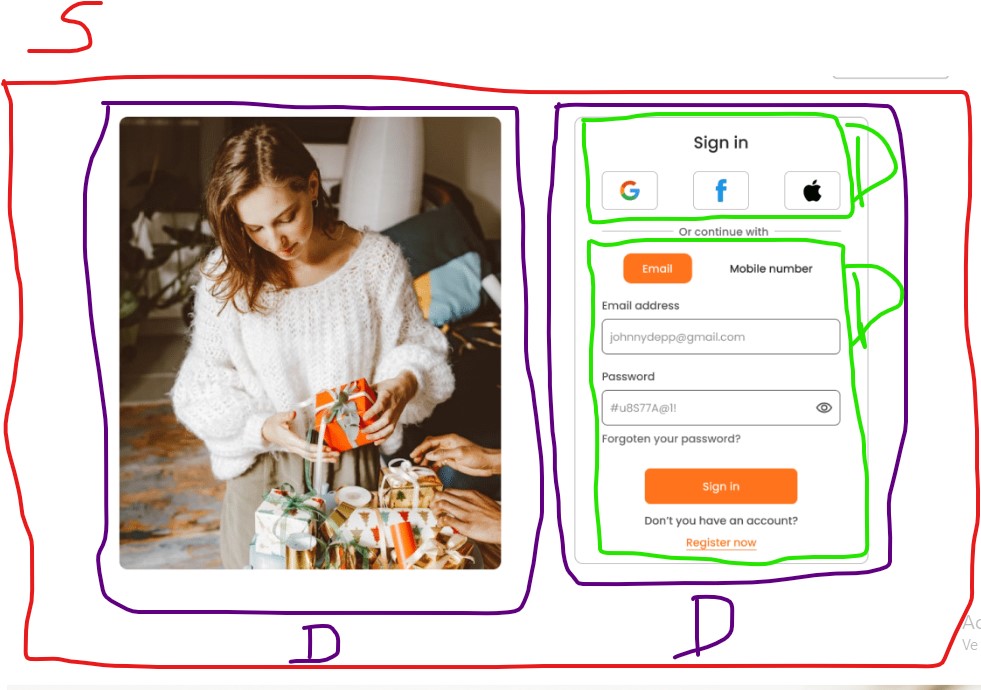 S
Sign in
D
G f
Or continue with
Email Mobile number
Email address
D
johnnydepp@gmail.com
Password
#u8S77A@1!
Forgoten your password?
Sign in
Don't you have an account?
Register now
D D
Ac
Ve